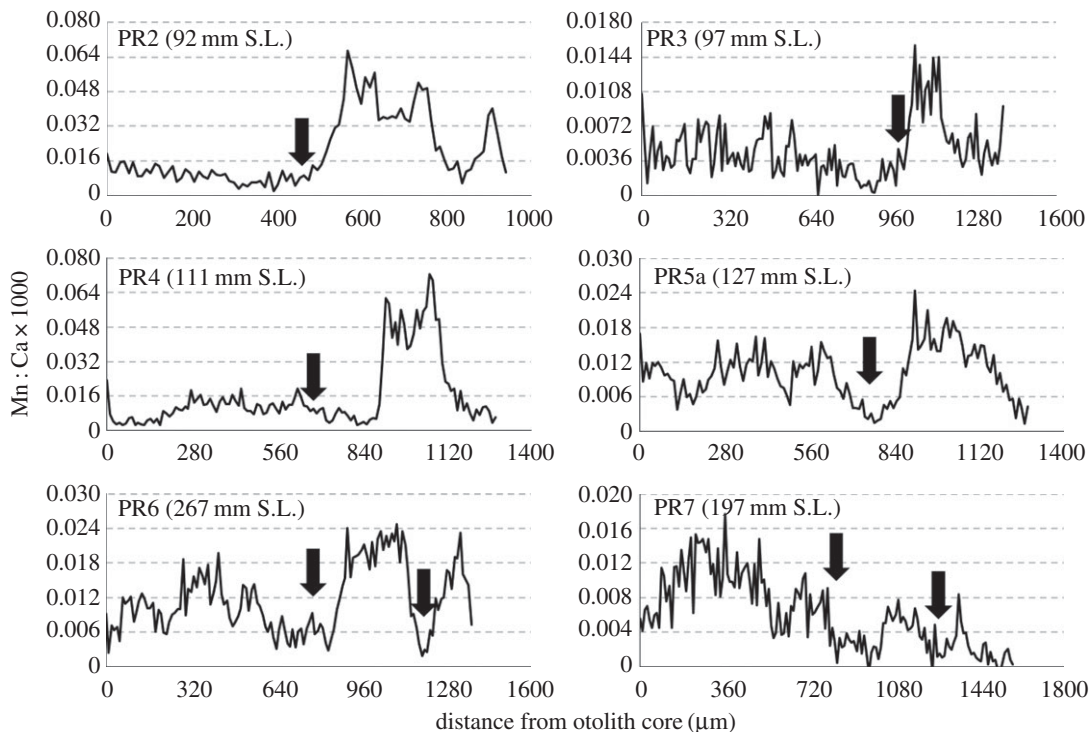 PR2 (92 mm S.L.)
0.080
0.064
0.048
0.032
0.016
0
0 200 400 600 800 1000
PR3 (97 mm S.L.)
0.0180
0.0144
0.0108
0.0072
0.0036
0
0 320 640 960 1280 1600
PR4 (111 mm S.L.)
0.080
0.064
0.048
0.032
0.016
0
0 280 560 840 1120 1400
PR5a (127 mm S.L.)
0.030
0.024
0.018
0.012
0.006
0
0 280 560 840 1120 1400
PR6 (267 mm S.L.)
0.030
0.024
0.018
0.012
0.006
0
0 320 640 960 1280 1600
PR7 (197 mm S.L.)
0.020
0.016
0.012
0.008
0.004
0
0 360 720 1080 1440 1800
Mn : Ca × 1000
distance from otolith core (μm)